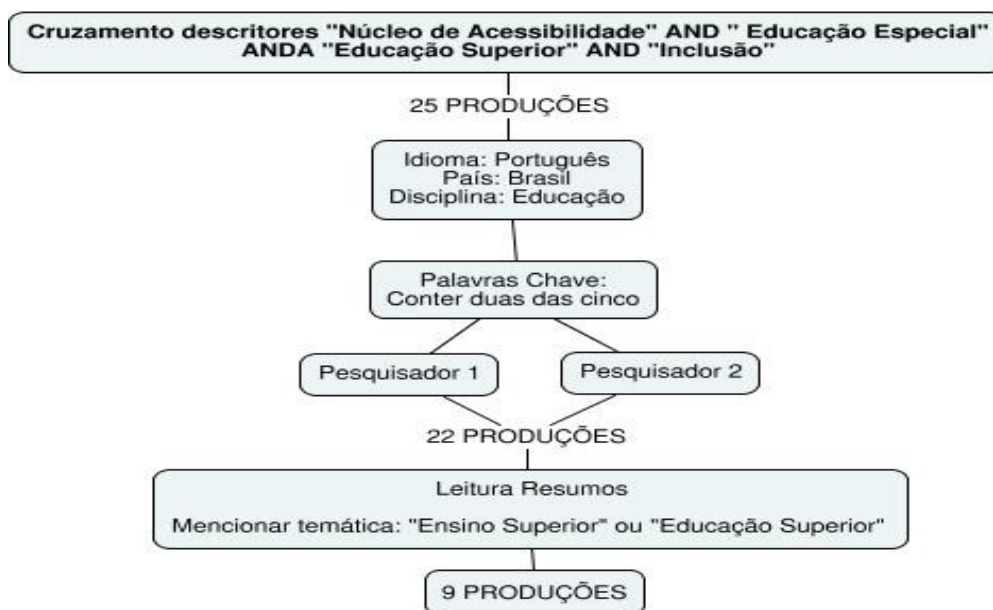 Cruzamento descritores "Núcleo de Acessibilidade" AND " Educação Especial"
ANDA "Educação Superior" AND "Inclusão"
25 PRODUÇÕES
Idioma: Português
País: Brasil
Disciplina: Educação
Palavras Chave:
Conter duas das cinco
Pesquisador 1
Pesquisador 2
22 PRODUÇÕES
Leitura Resumos
Mencionar temática: "Ensino Superior" ou "Educação Superior"
9 PRODUÇÕES